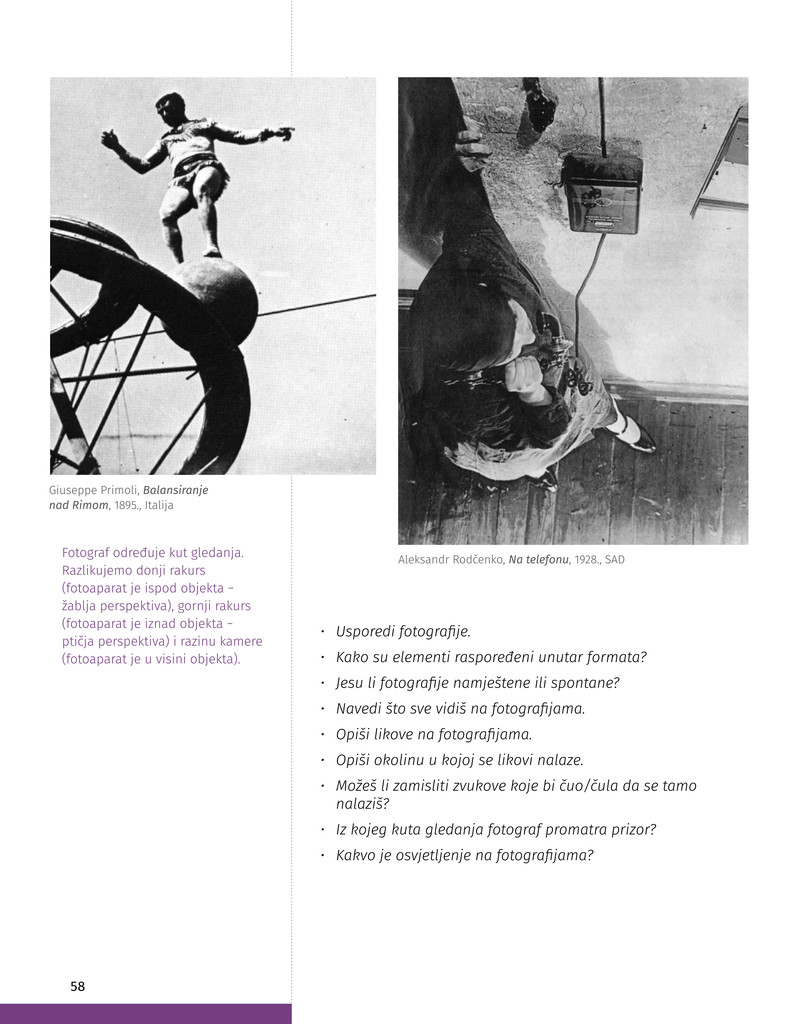 Giuseppe Primoli, Balansiranje
nad Rimom, 1895., Italija
Aleksandr Rodčenko, Na telefonu, 1928., SAD
Fotograf određuje kut gledanja.
Razlikujemo donji rakurs
(fotoaparat je ispod objekta –
žablja perspektiva), gornji rakurs
(fotoaparat je iznad objekta –
ptičja perspektiva) i razinu kamere
(fotoaparat je u visini objekta).
• Usporedi fotografije.
• Kako su elementi raspoređeni unutar formata?
• Jesu li fotografije namještene ili spontane?
• Navedi što sve vidiš na fotografijama.
• Opiši likove na fotografijama.
• Opiši okolinu u kojoj se likovi nalaze.
• Možeš li zamisliti zvukove koje bi čuo/čula da se tamo
nalaziš?
• Iz kojeg kuta gledanja fotograf promatra prizor?
• Kakvo je osvjetljenje na fotografijama?
58